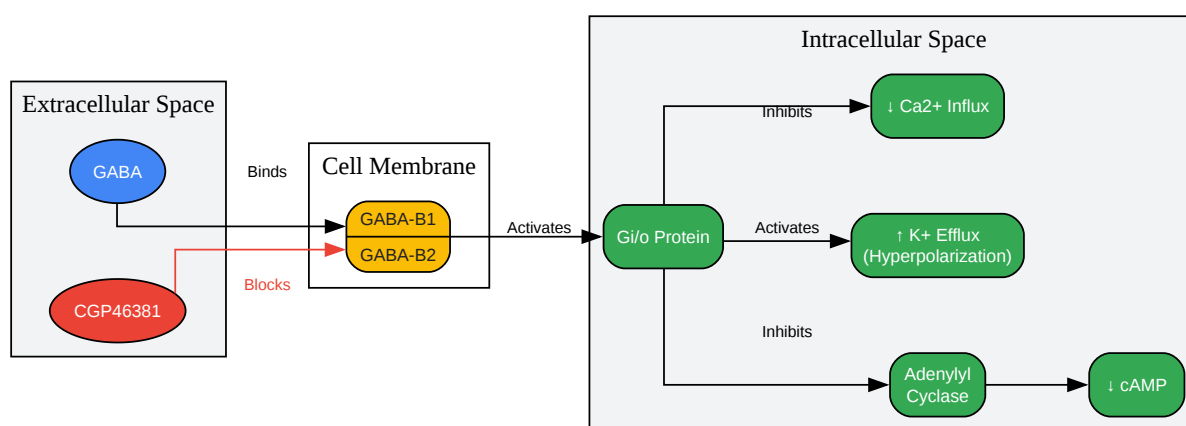 Intracellular Space
Extracellular Space
GABA
CGP46381
Binds
Blocks
Cell Membrane
GABA-B1
GABA-B2
Activates
Gi/o Protein
Inhibits
↓ Ca2+ Influx
Activates
↑ K+ Efflux
(Hyperpolarization)
Inhibits
Adenylyl
Cyclase
↓ cAMP